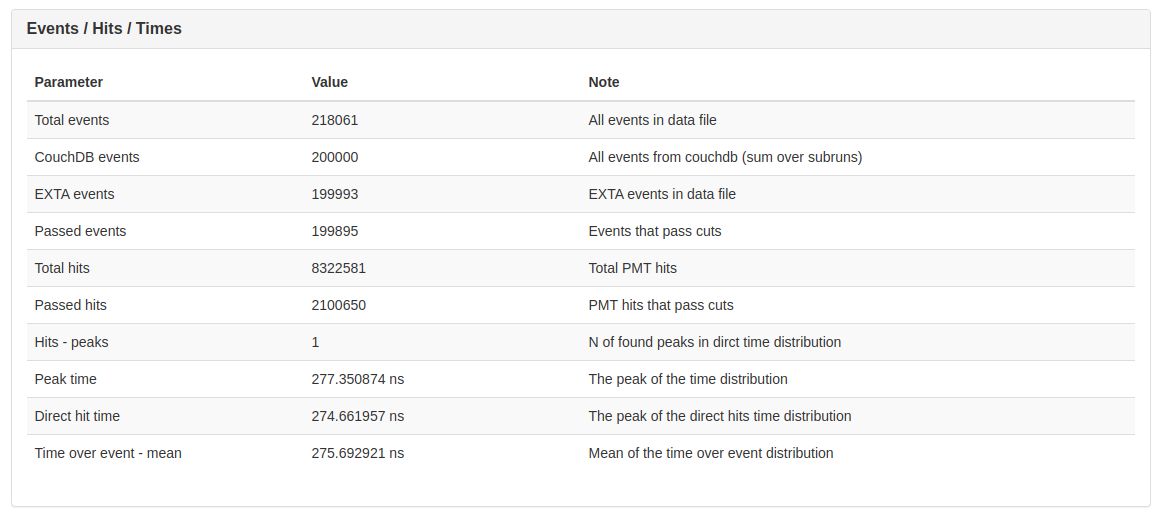 Events / Hits / Times
Parameter Value Note
Total events 218061 All events in data file
CouchDB events 200000 All events from couchdb (sum over subruns)
EXTA events 199993 EXTA events in data file
Passed events 199895 Events that pass cuts
Total hits 8322581 Total PMT hits
Passed hits 2100650 PMT hits that pass cuts
Hits - peaks 1 N of found peaks in dirct time distribution
Peak time 277.350874 ns The peak of the time distribution
Direct hit time 274.661957 ns The peak of the direct hits time distribution
Time over event - mean 275.692921 ns Mean of the time over event distribution